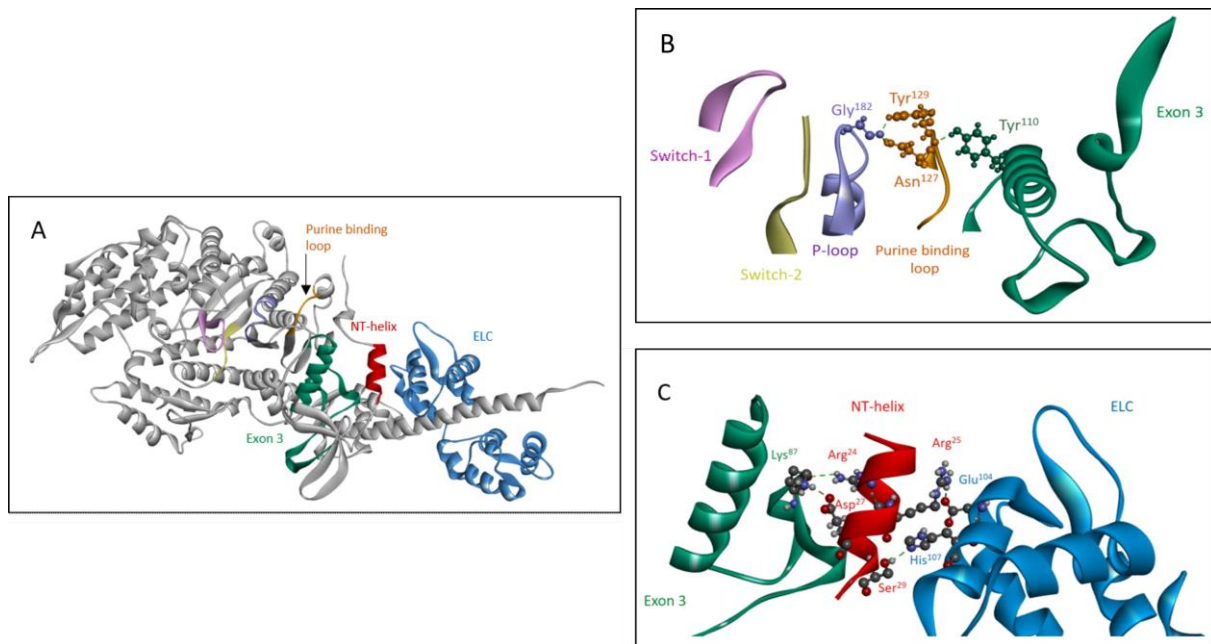 A
Purine binding
loop
NT-helix
ELC
Exon 3
B
Tyr¹²⁹
Gly¹⁸²
Tyr¹¹⁰
Exon 3
Switch-1
Asn¹²⁷
P-loop
Purine binding
loop
Switch-2
C
NT-helix
ELC
Lys⁸⁷
Arg²⁴
Arg²⁵
Glu¹⁰⁴
Asp²⁷
His¹⁰⁷
Ser²⁹
Exon 3